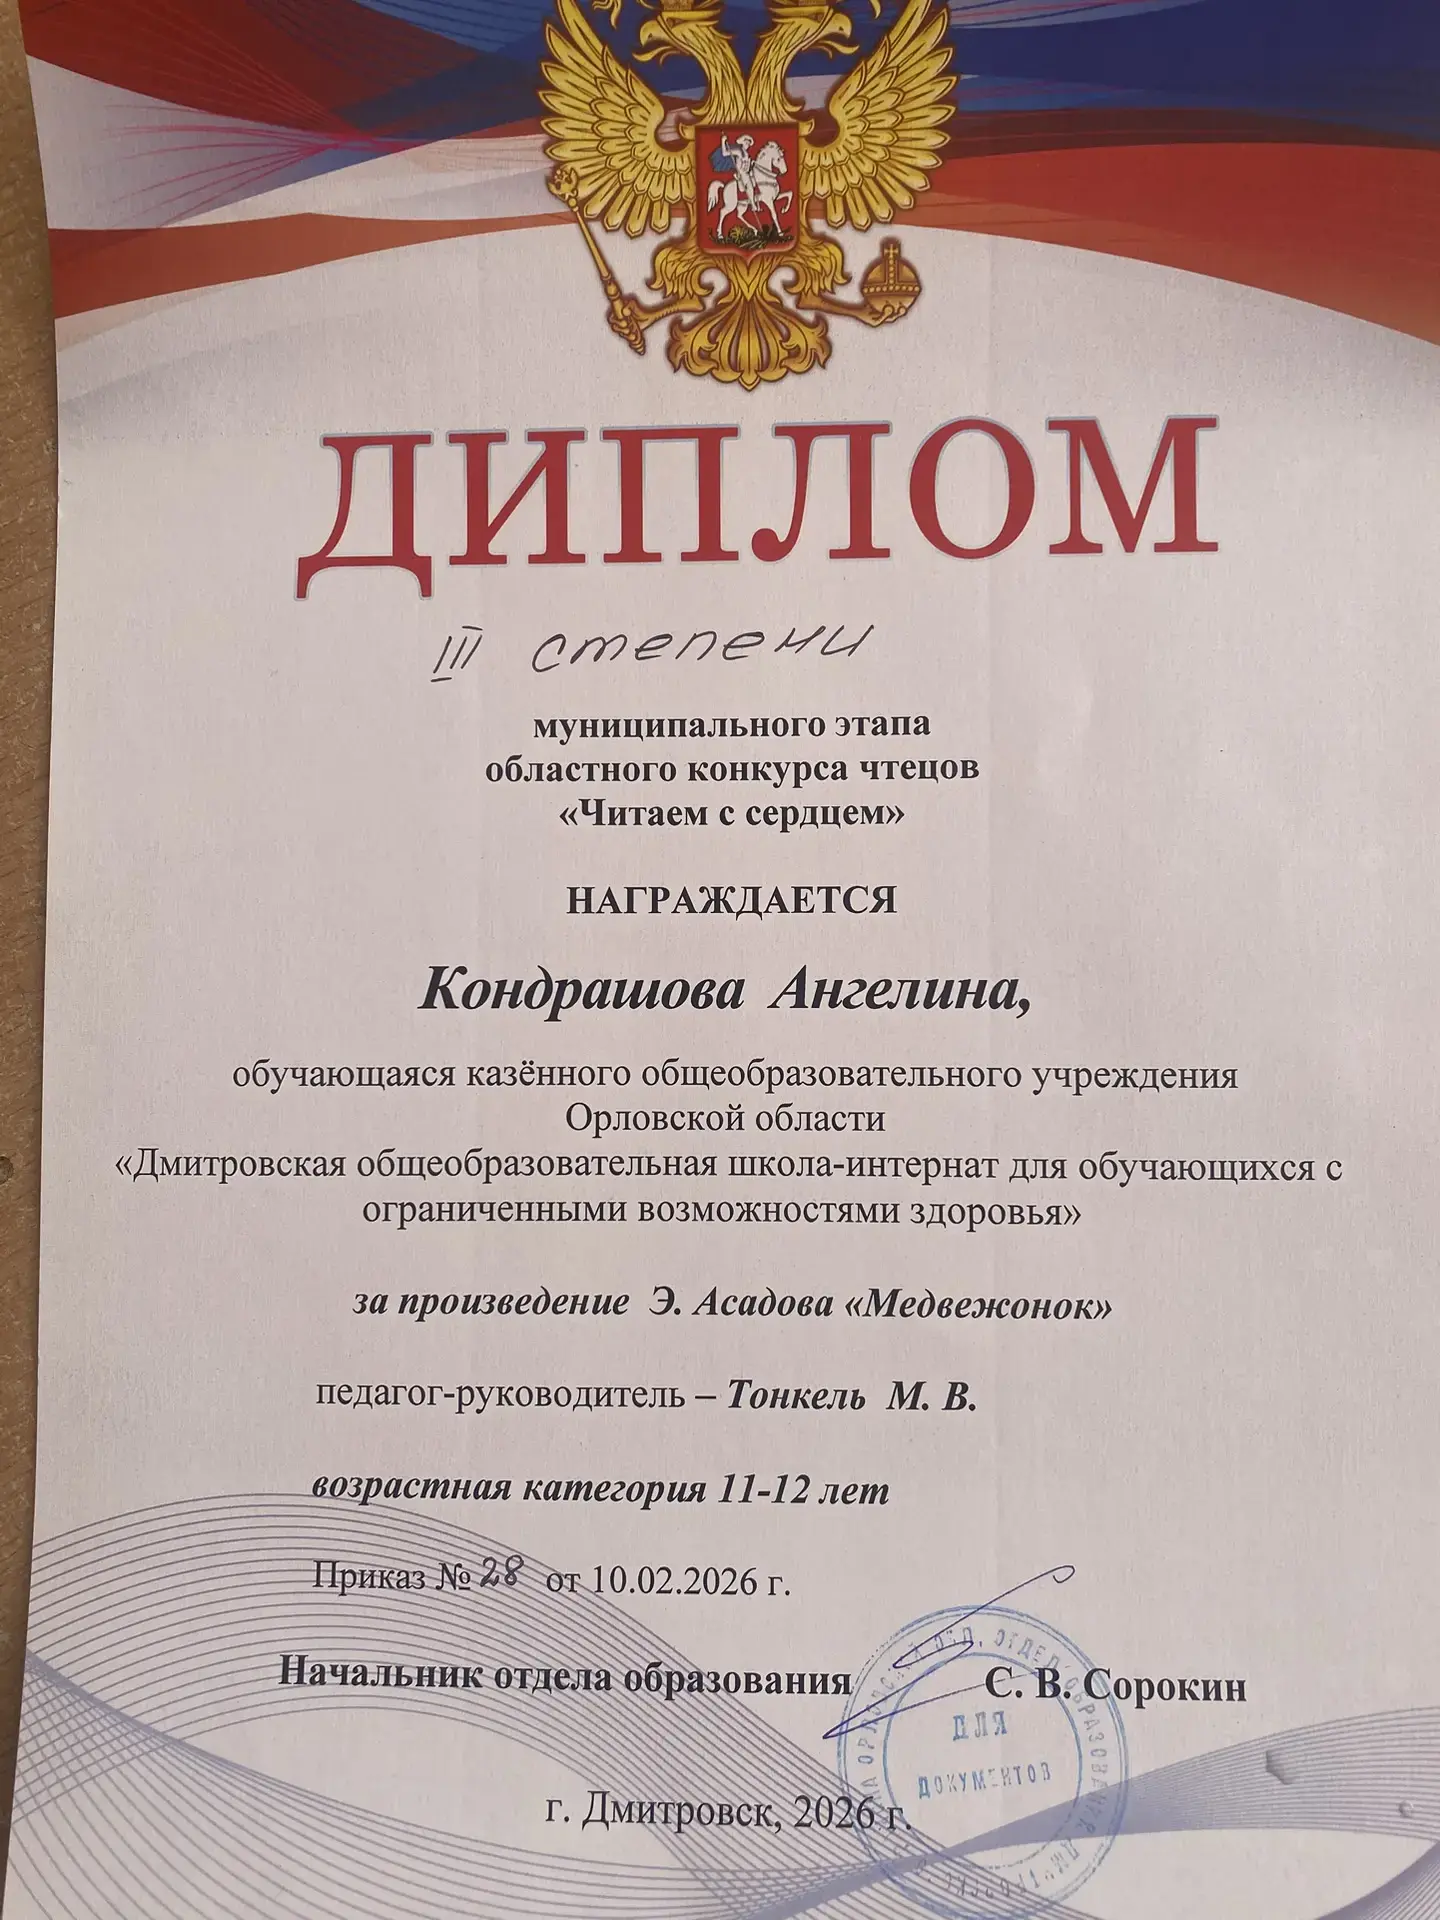 ДИПЛОМ
III степени
муниципального этапа
областного конкурса чтецов
«Читаем с сердцем»
НАГРАЖДАЕТСЯ
Кондрашова Ангелина,
обучающаяся казённого общеобразовательного учреждения
Орловской области
«Дмитровская общеобразовательная школа-интернат для обучающихся с
ограниченными возможностями здоровья»
за произведение Э. Асадова «Медвежонок»
педагог-руководитель – Тонкель М. В.
возрастная категория 11-12 лет
Приказ № 28 от 10.02.2026 г.
Начальник отдела образования С. В. Сорокин
ДЛЯ
ДОКУМЕНТОВ
г. Дмитровск, 2026 г.